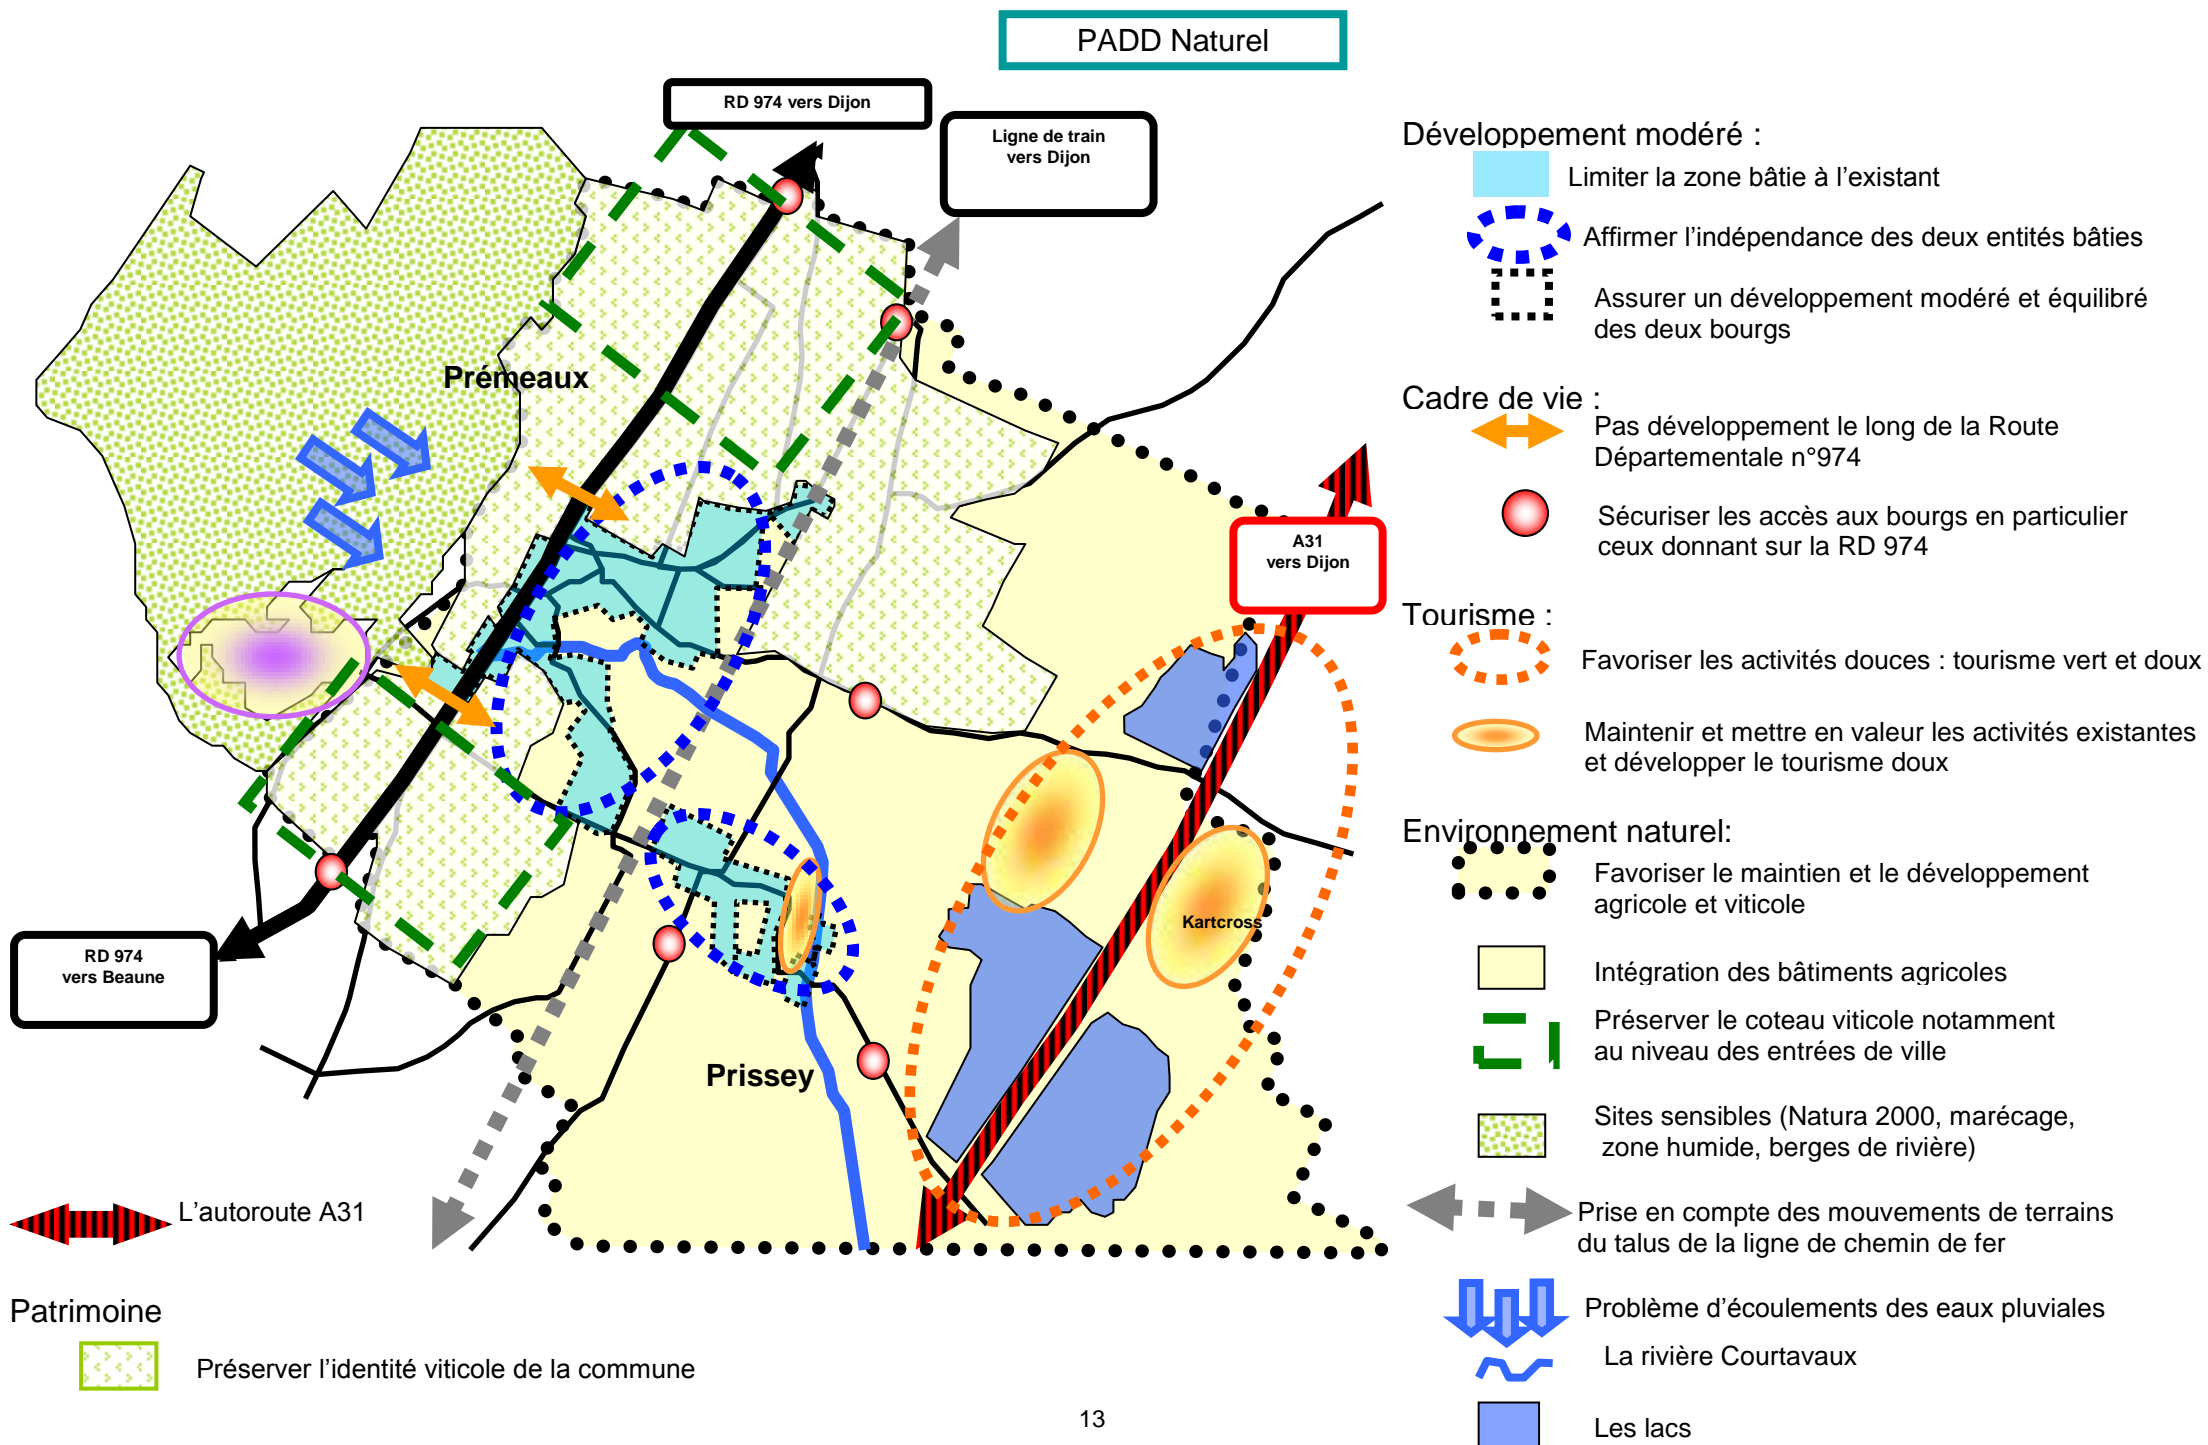 PADD Naturel
RD 974 vers Dijon
Ligne de train
vers Dijon
Prémeaux
A31
vers Dijon
Kartcross
RD 974
vers Beaune
Prissey
L'autoroute A31
Patrimoine
Préserver l'identité viticole de la commune
Développement modéré :
Limiter la zone bâtie à l'existant
Affirmer l'indépendance des deux entités bâties
Assurer un développement modéré et équilibré
des deux bourgs
Cadre de vie :
Pas développement le long de la Route
Départementale n°974
Sécuriser les accès aux bourgs en particulier
ceux donnant sur la RD 974
Tourisme :
Favoriser les activités douces : tourisme vert et doux
Maintenir et mettre en valeur les activités existantes
et développer le tourisme doux
Environnement naturel:
Favoriser le maintien et le développement
agricole et viticole
Intégration des bâtiments agricoles
Préserver le coteau viticole notamment
au niveau des entrées de ville
Sites sensibles (Natura 2000, marécage,
zone humide, berges de rivière)
Prise en compte des mouvements de terrains
du talus de la ligne de chemin de fer
Problème d'écoulements des eaux pluviales
La rivière Courtavaux
Les lacs
13